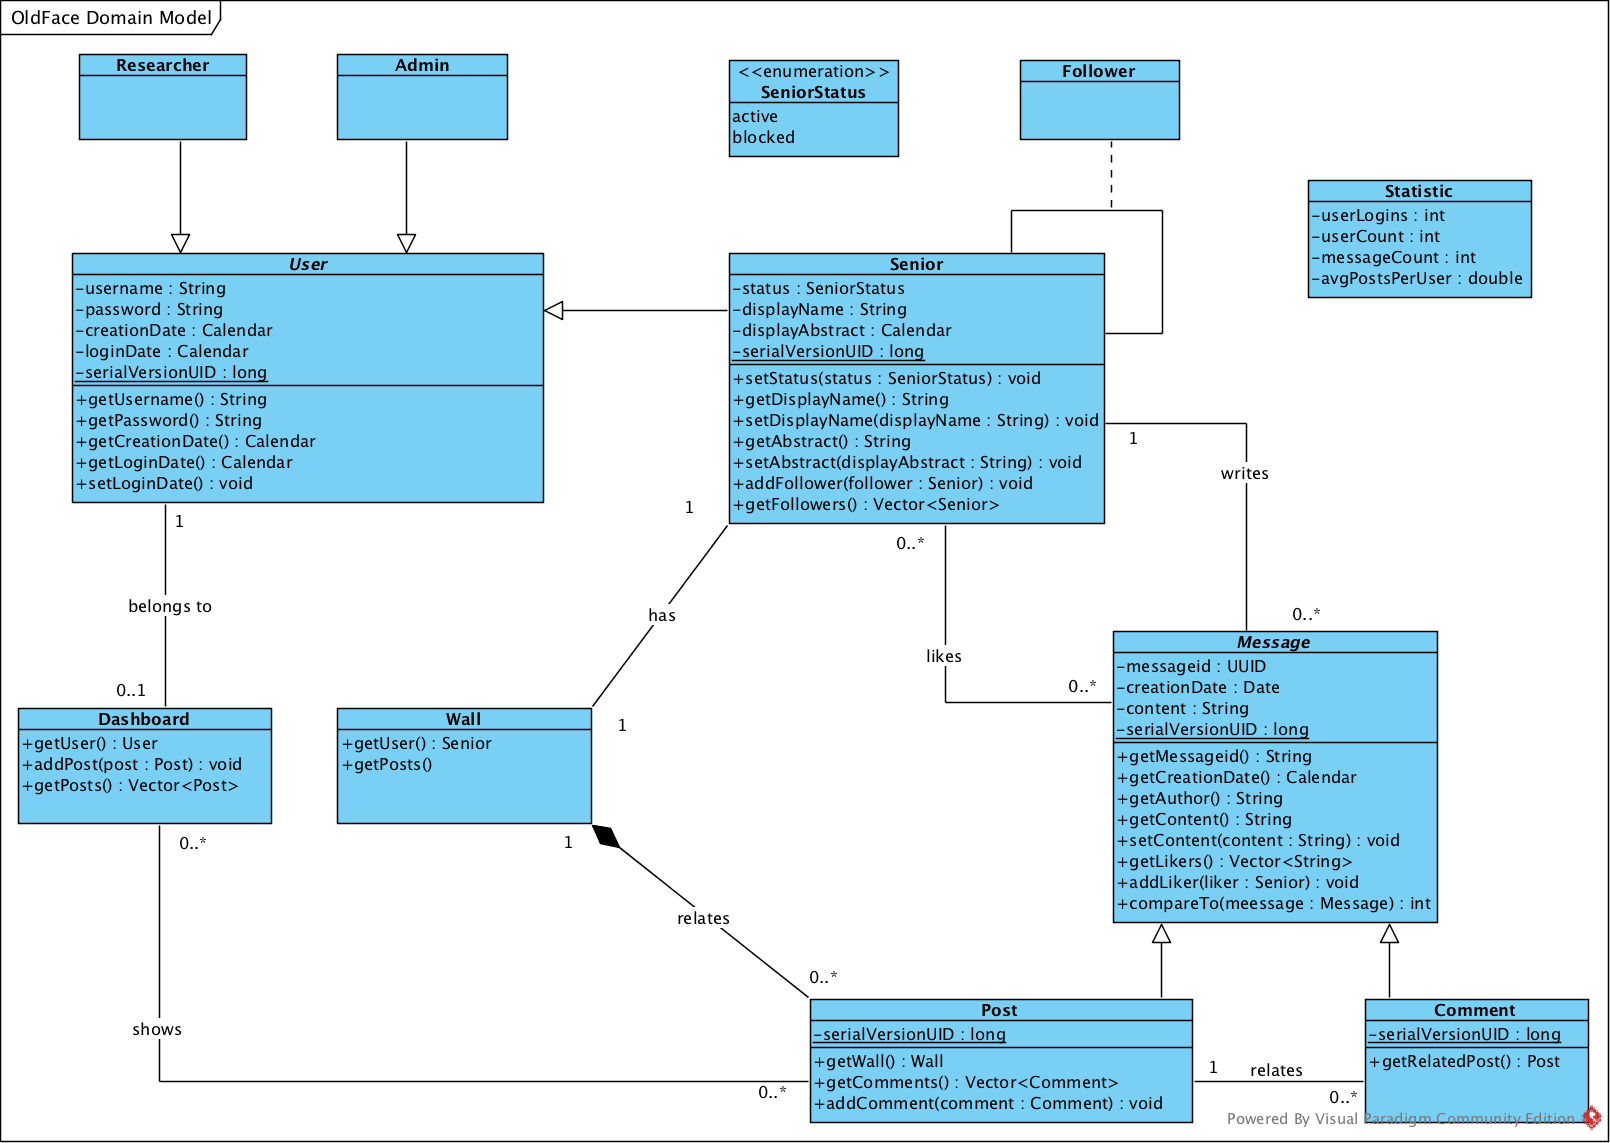 OldFace Domain Model
Researcher
Admin
<<enumeration>>
SeniorStatus
active
blocked
Follower
Statistic
-userLogins : int
-userCount : int
-messageCount : int
-avgPostsPerUser : double
User
-username : String
-password : String
-creationDate : Calendar
-loginDate : Calendar
-serialVersionUID : long
+getUsername() : String
+getPassword() : String
+getCreationDate() : Calendar
+getLoginDate() : Calendar
+setLoginDate() : void
Senior
-status : SeniorStatus
-displayName : String
-displayAbstract : Calendar
-serialVersionUID : long
+setStatus(status : SeniorStatus) : void
+getDisplayName() : String
+setDisplayName(displayName : String) : void
+getAbstract() : String
+setAbstract(displayAbstract : String) : void
+addFollower(follower : Senior) : void
+getFollowers() : Vector<Senior>
1
writes
0..*
1
belongs to
0..1
1
has
1
0..*
likes
0..*
Message
-messageid : UUID
-creationDate : Date
-content : String
-serialVersionUID : long
+getMessageid() : String
+getCreationDate() : Calendar
+getAuthor() : String
+getContent() : String
+setContent(content : String) : void
+getLikers() : Vector<String>
+addLiker(liker : Senior) : void
+compareTo(meessage : Message) : int
Dashboard
+getUser() : User
+addPost(post : Post) : void
+getPosts() : Vector<Post>
Wall
+getUser() : Senior
+getPosts()
0..*
shows
0..*
1
relates
0..*
Post
-serialVersionUID : long
+getWall() : Wall
+getComments() : Vector<Comment>
+addComment(comment : Comment) : void
1
relates
0..*
Comment
-serialVersionUID : long
+getRelatedPost() : Post
Powered By Visual Paradigm Community Edition